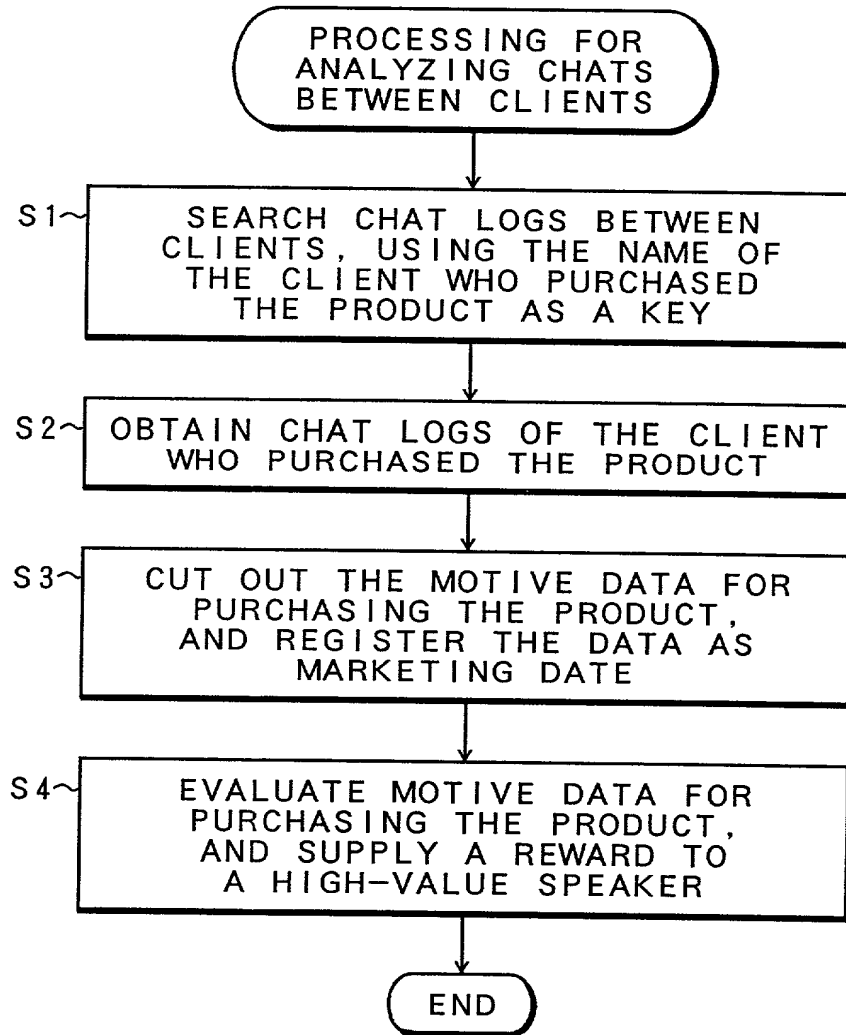 PROCESSING FOR
ANALYZING CHATS
BETWEEN CLIENTS
S1~ SEARCH CHAT LOGS BETWEEN
CLIENTS, USING THE NAME OF
THE CLIENT WHO PURCHASED
THE PRODUCT AS A KEY
S2~ OBTAIN CHAT LOGS OF THE CLIENT
WHO PURCHASED THE PRODUCT
S3~ CUT OUT THE MOTIVE DATA FOR
PURCHASING THE PRODUCT,
AND REGISTER THE DATA AS
MARKETING DATE
S4~ EVALUATE MOTIVE DATA FOR
PURCHASING THE PRODUCT,
AND SUPPLY A REWARD TO
A HIGH-VALUE SPEAKER
END